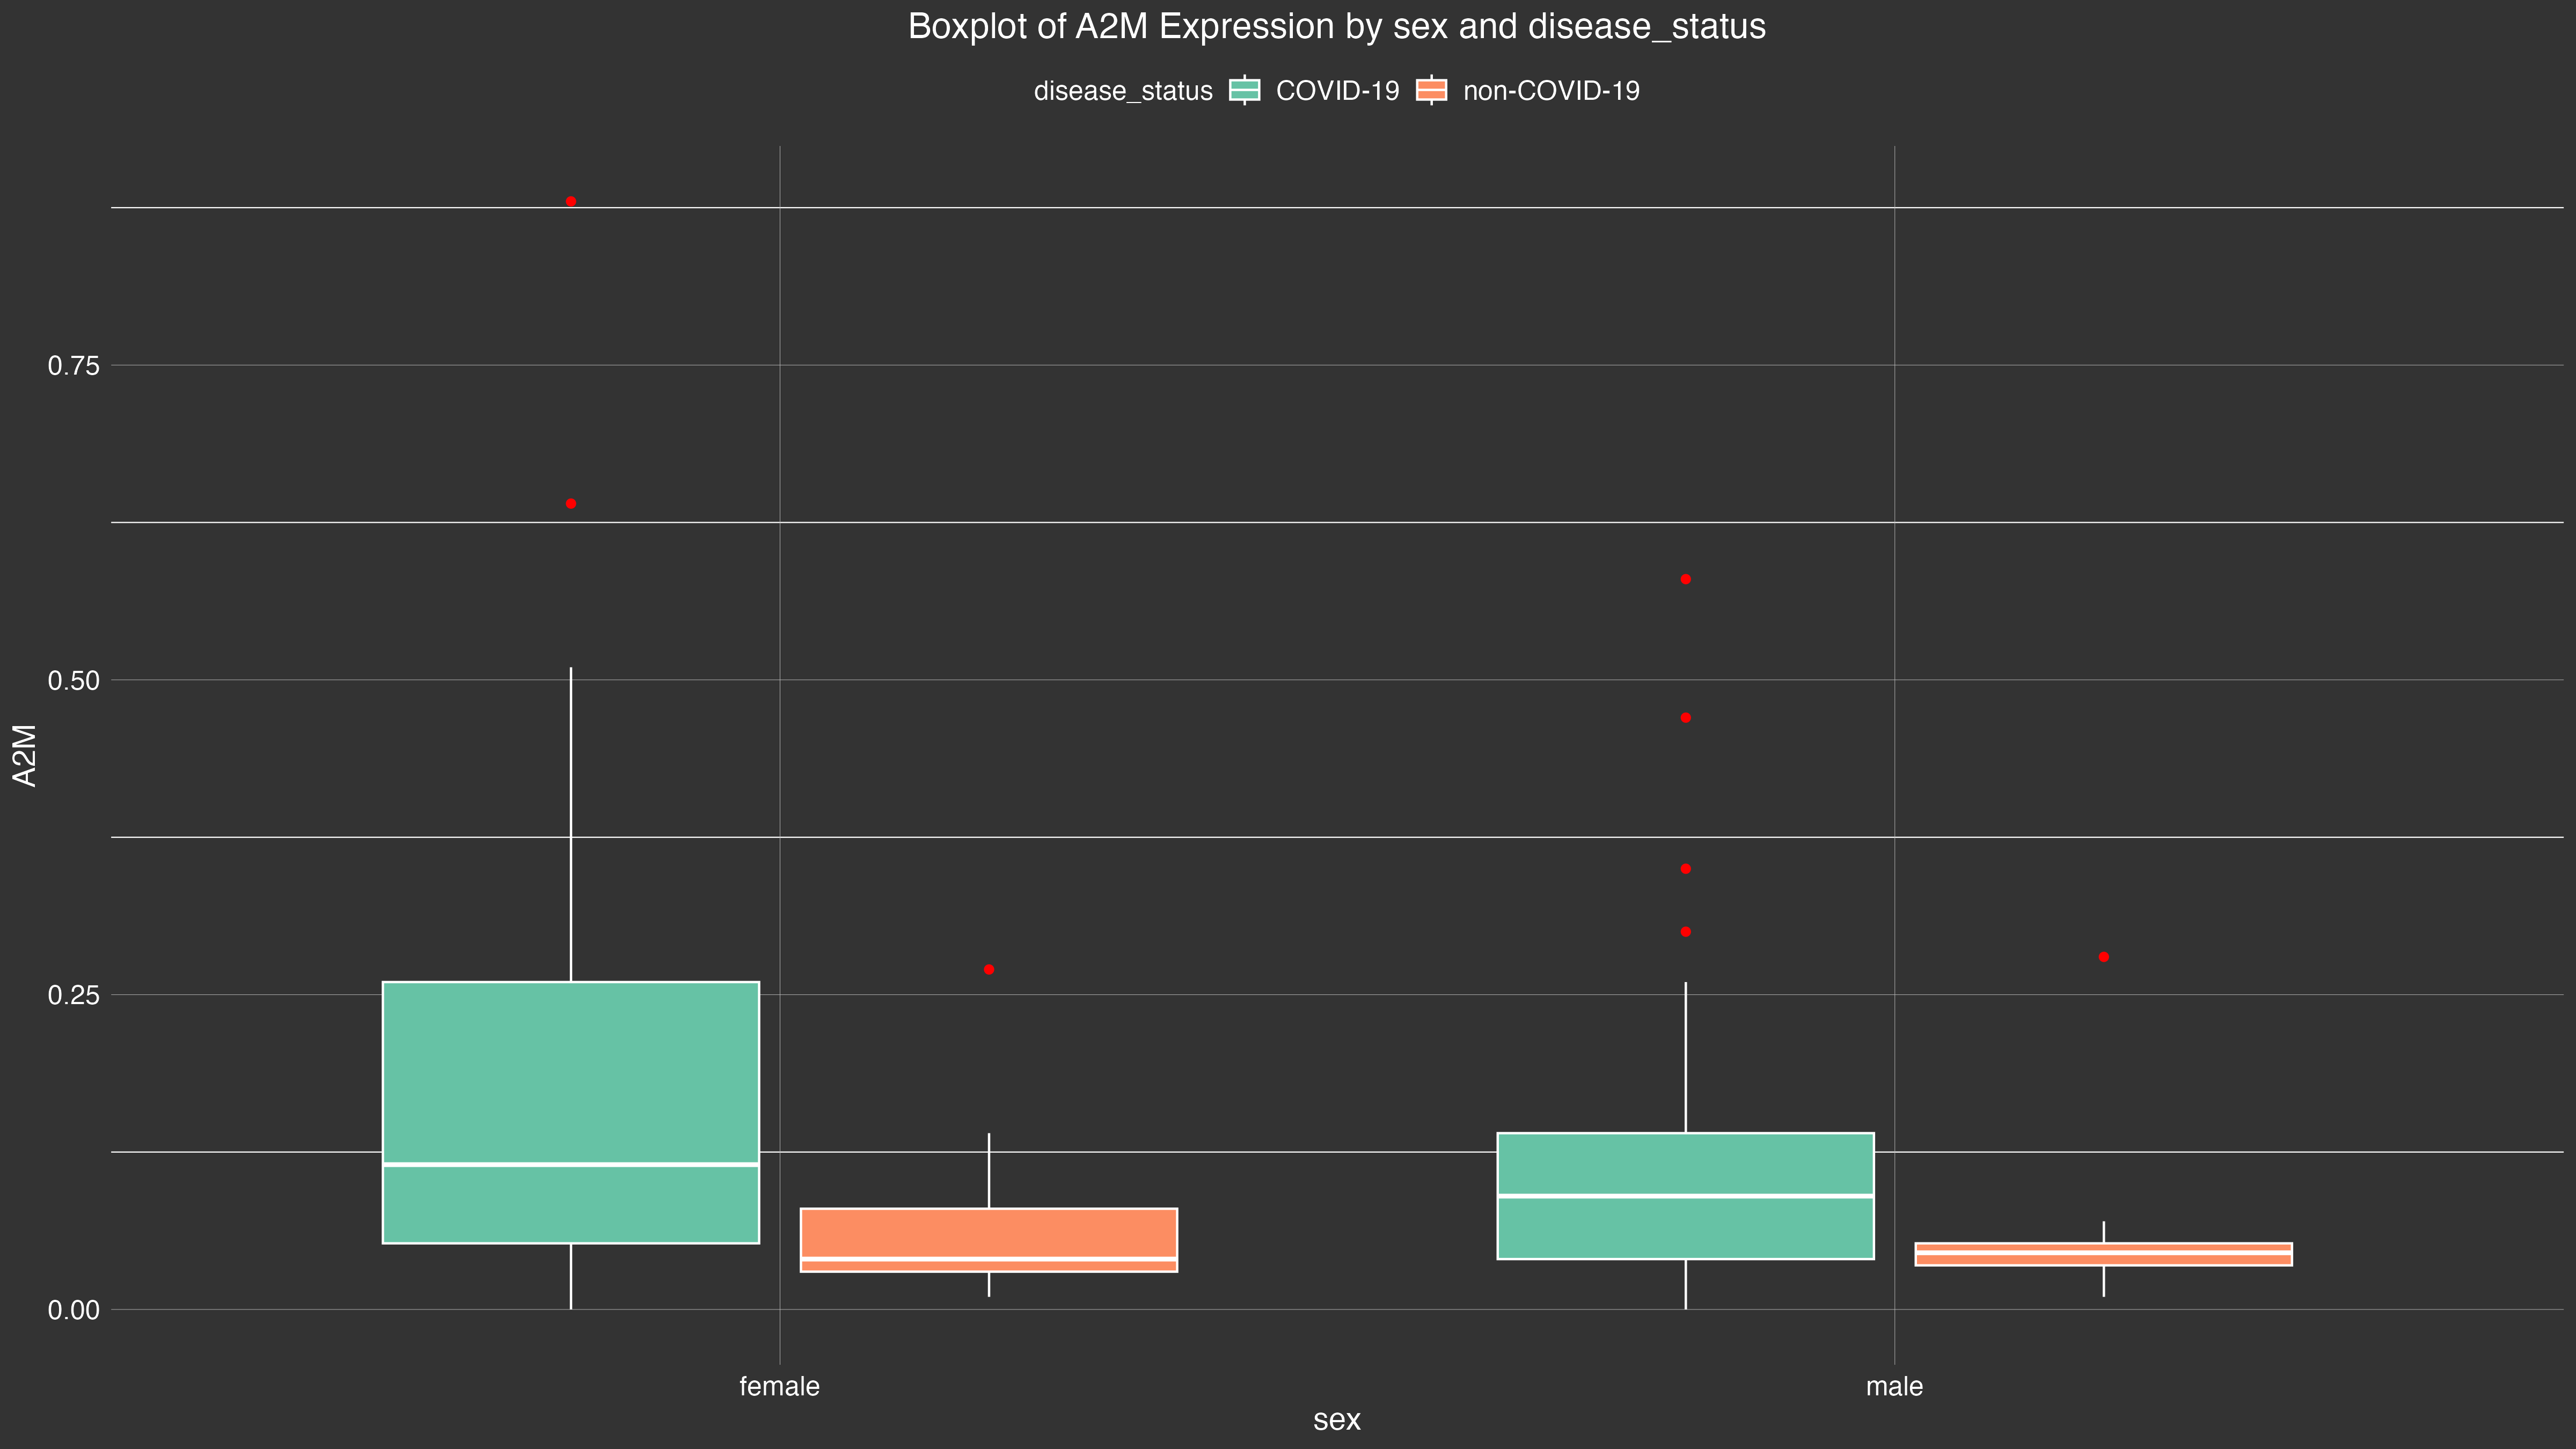 Boxplot of A2M Expression by sex and disease_status
disease_status COVID-19 non-COVID-19
0.75
0.50
A2M
0.25
0.00
female male
sex